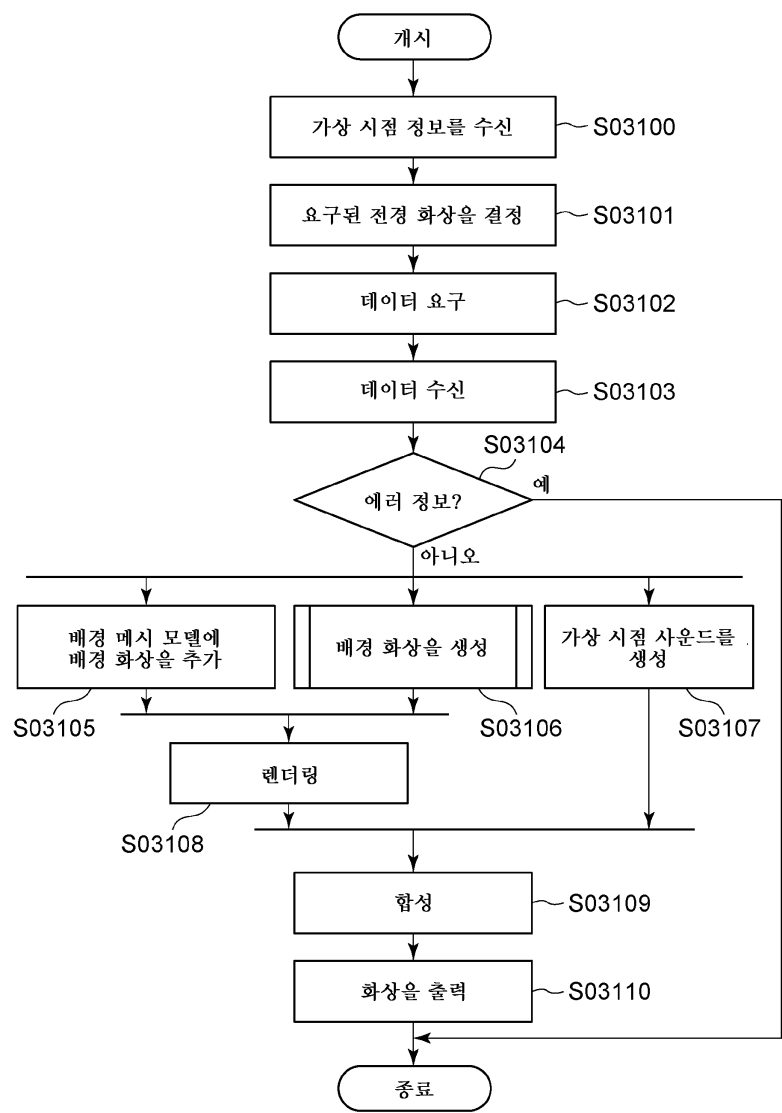 개시
가상 시점 정보를 수신
S03100
요구된 전경 화상을 결정
S03101
데이터 요구
S03102
데이터 수신
S03103
S03104
에러 정보?
예
아니오
배경 메시 모델에
배경 화상을 추가
S03105
배경 화상을 생성
S03106
가상 시점 사운드를
생성
S03107
렌더링
S03108
합성
S03109
화상을 출력
S03110
종료